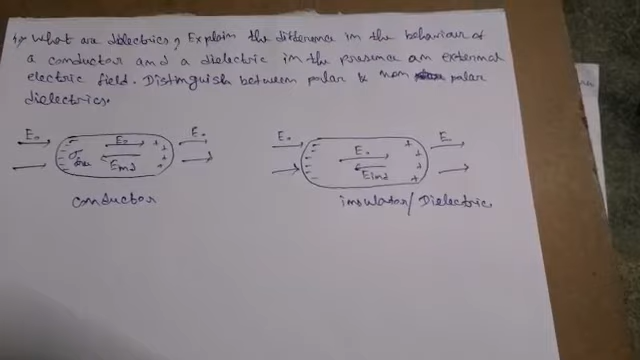 1. What are dielectrics, Explain the difference in the behaviour of
a conductor and a dielectric in the presence an external
electric field. Distinguish between polar & non polar
dielectrics.
E₀ E₀ E₀
Eind
conductor
E₀ E₀ E₀
Eind
insulator/Dielectric